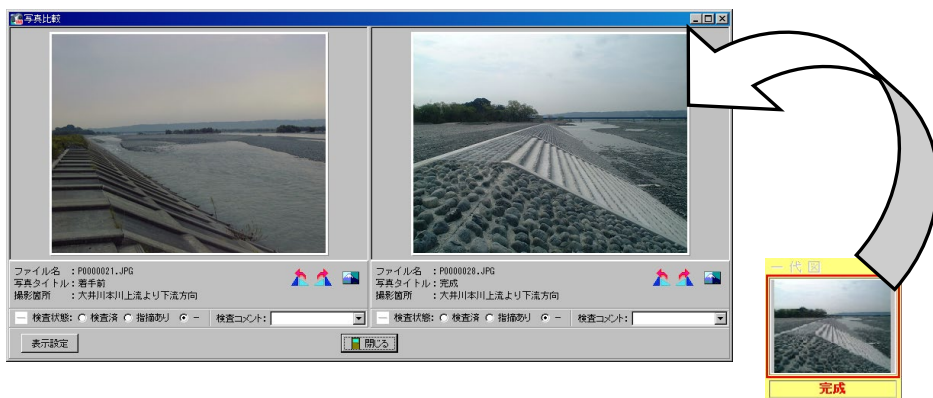 写真比較
ファイル名 :P0000021.JPG
写真タイトル:着手前
撮影箇所 :大井川本川上流より下流方向
検査状態: 検査済 指摘あり - 検査コメント:
ファイル名 :P0000028.JPG
写真タイトル:完成
撮影箇所 :大井川本川上流より下流方向
検査状態: 検査済 指摘あり - 検査コメント:
表示設定
閉じる
一 代 図
完成